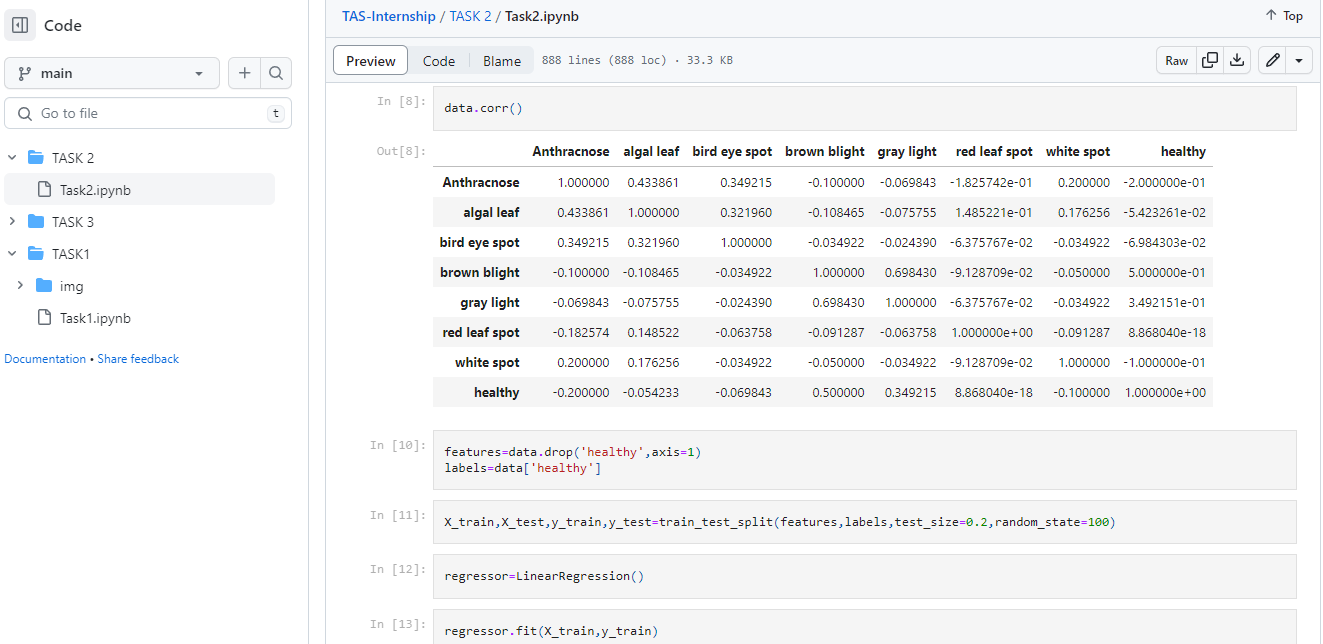 Code
TAS-Internship / TASK 2 / Task2.ipynb
Top
main
Preview Code Blame 888 lines (888 loc) · 33.3 KB
Raw
Go to file t
TASK 2
Task2.ipynb
TASK 3
TASK1
img
Task1.ipynb
Documentation • Share feedback
In [8]: data.corr()
Out[8]:
Anthracnose algal leaf bird eye spot brown blight gray light red leaf spot white spot healthy
Anthracnose 1.000000 0.433861 0.349215 -0.100000 -0.069843 -1.825742e-01 0.200000 -2.000000e-01
algal leaf 0.433861 1.000000 0.321960 -0.108465 -0.075755 1.485221e-01 0.176256 -5.423261e-02
bird eye spot 0.349215 0.321960 1.000000 -0.034922 -0.024390 -6.375767e-02 -0.034922 -6.984303e-02
brown blight -0.100000 -0.108465 -0.034922 1.000000 0.698430 -9.128709e-02 -0.050000 5.000000e-01
gray light -0.069843 -0.075755 -0.024390 0.698430 1.000000 -6.375767e-02 -0.034922 3.492151e-01
red leaf spot -0.182574 0.148522 -0.063758 -0.091287 -0.063758 1.000000e+00 -0.091287 8.868040e-18
white spot 0.200000 0.176256 -0.034922 -0.050000 -0.034922 -9.128709e-02 1.000000 -1.000000e-01
healthy -0.200000 -0.054233 -0.069843 0.500000 0.349215 8.868040e-18 -0.100000 1.000000e+00
In [10]: features=data.drop('healthy',axis=1)
labels=data['healthy']
In [11]: X_train,X_test,y_train,y_test=train_test_split(features,labels,test_size=0.2,random_state=100)
In [12]: regressor=LinearRegression()
In [13]: regressor.fit(X_train,y_train)